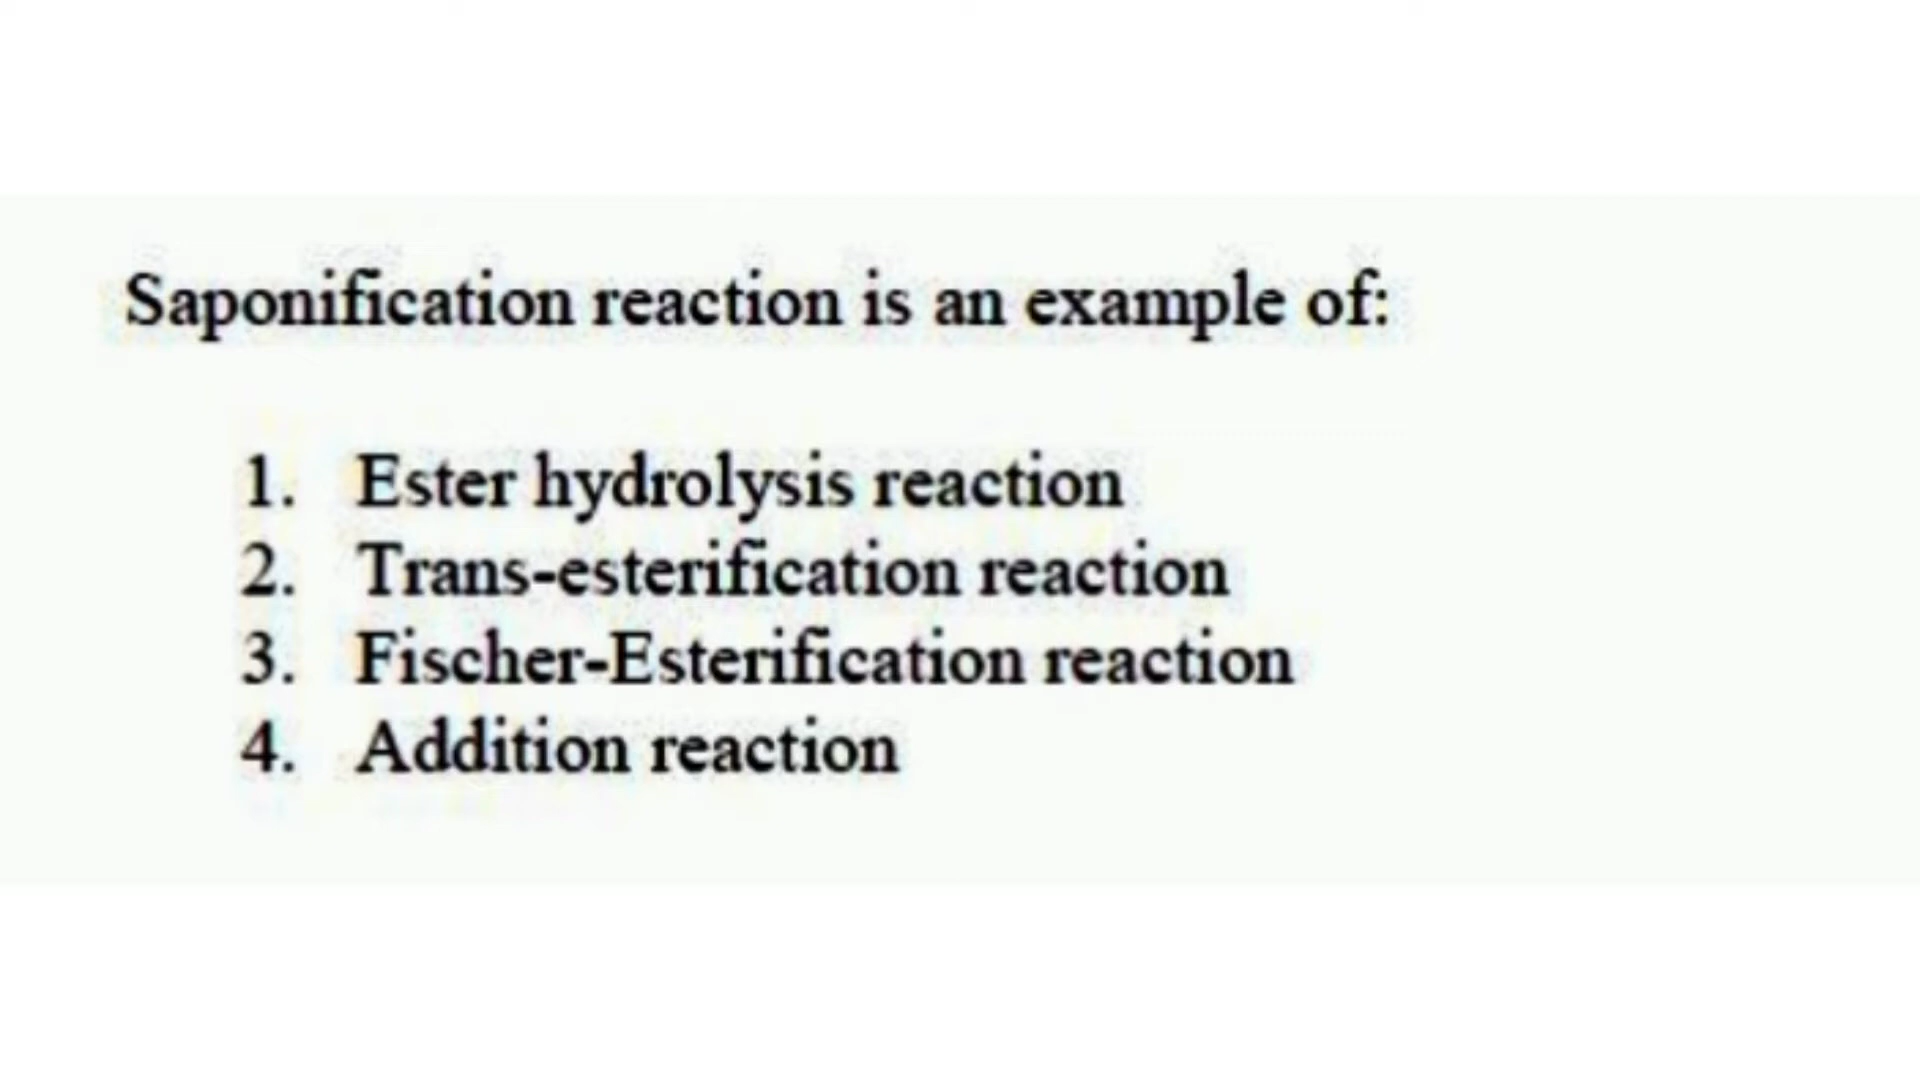 Saponification reaction is an example of:
1. Ester hydrolysis reaction
2. Trans-esterification reaction
3. Fischer-Esterification reaction
4. Addition reaction